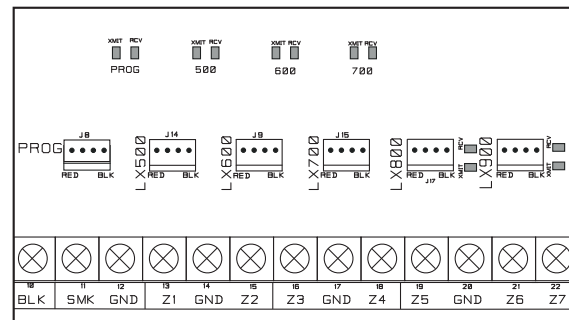 XMIT RCV XMIT RCV XMIT RCV XMIT RCV
PROG 500 600 700
J8 J14 J9 J15
PROG LX500 LX600 LX700 LX800 LX900
RCV RCV
XMIT XMIT
RED BLK RED BLK RED BLK RED BLK RED BLK RED BLK
J17
10 11 12 13 14 15 16 17 18 19 20 21 22
BLK SMK GND Z1 GND Z2 Z3 GND Z4 Z5 GND Z6 Z7